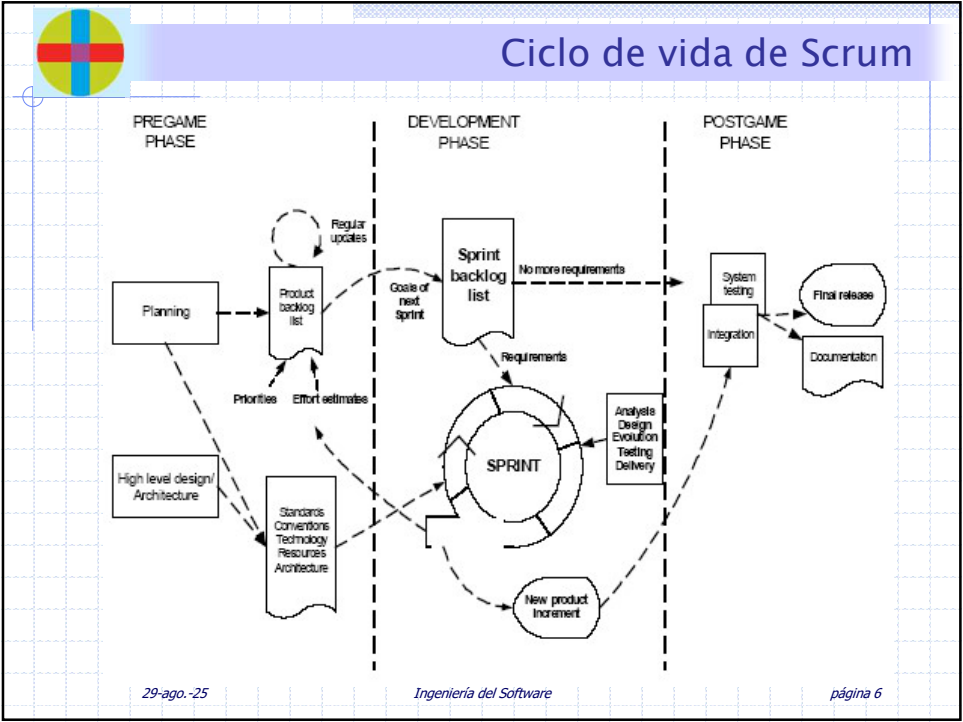 Ciclo de vida de Scrum
PREGAME
PHASE
DEVELOPMENT
PHASE
POSTGAME
PHASE
Regular
updates
Planning
Product
backlog
list
Goals of
next
Sprint
Sprint
backlog
list
No more requirements
System
testing
Integration
Final release
Documentation
Priorities
Effort estimates
Requirements
SPRINT
Analysis
Design
Evolution
Testing
Delivery
High level design/
Architecture
Standards
Conventions
Technology
Resources
Architecture
New product
increment
29-ago.-25
Ingeniería del Software
página 6